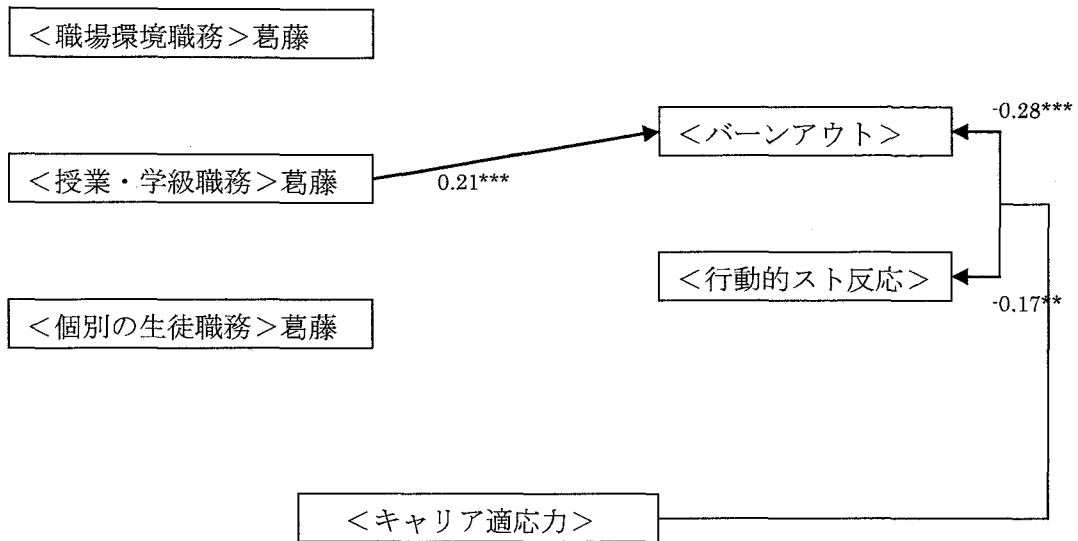 ＜職場環境職務＞葛藤
＜バーンアウト＞
-0.28***
＜授業・学級職務＞葛藤
0.21***
＜行動的スト反応＞
-0.17**
＜個別の生徒職務＞葛藤
＜キャリア適応力＞